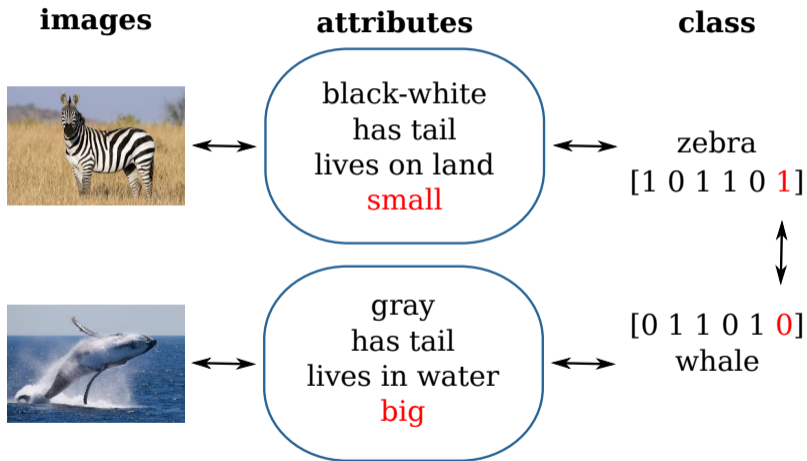 images attributes class
black-white
has tail
lives on land
small
zebra
[1 0 1 1 0 1]
gray
has tail
lives in water
big
[0 1 1 0 1 0]
whale